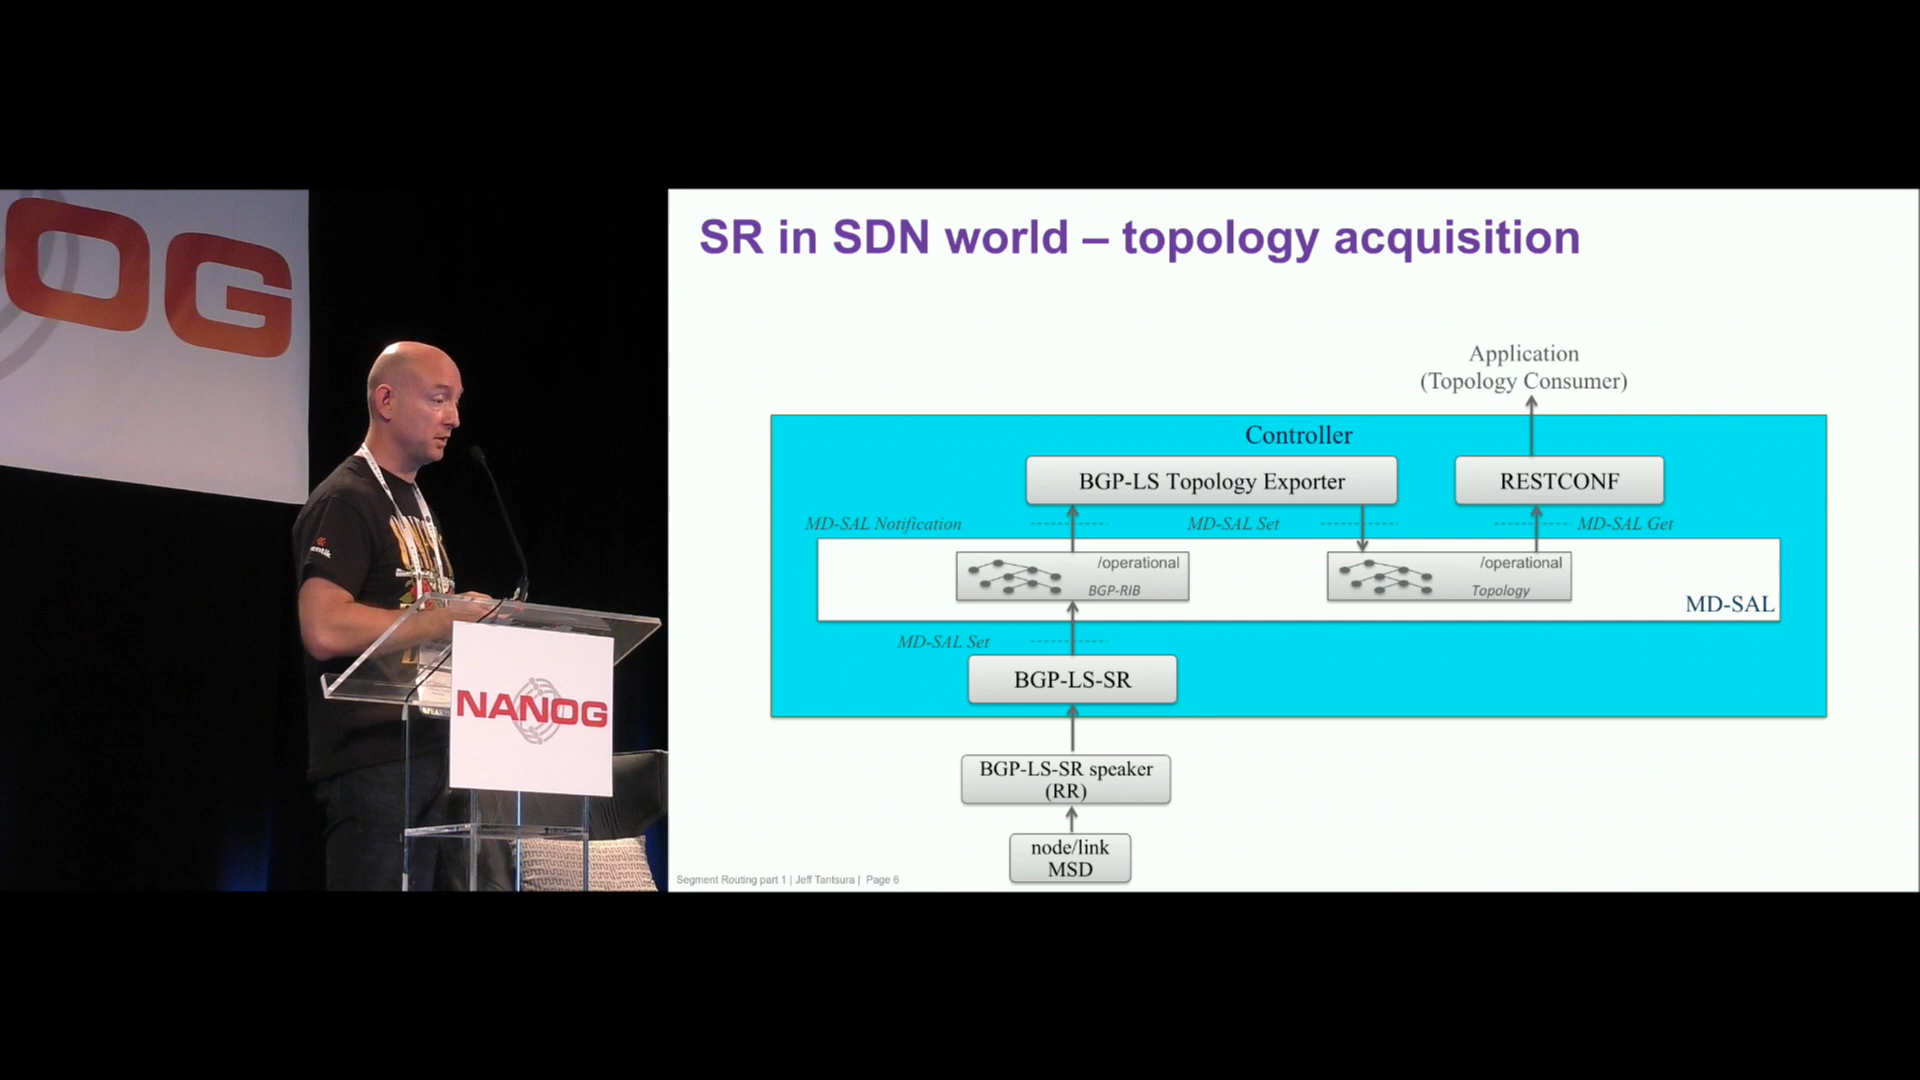 OG
NANOG
SR in SDN world – topology acquisition
Application
(Topology Consumer)
Controller
BGP-LS Topology Exporter
RESTCONF
MD-SAL Notification
MD-SAL Set
MD-SAL Get
/operational
BGP-RIB
/operational
Topology
MD-SAL
MD-SAL Set
BGP-LS-SR
BGP-LS-SR speaker
(RR)
node/link
MSD
Segment Routing part 1 | Jeff Tantsura | Page 6